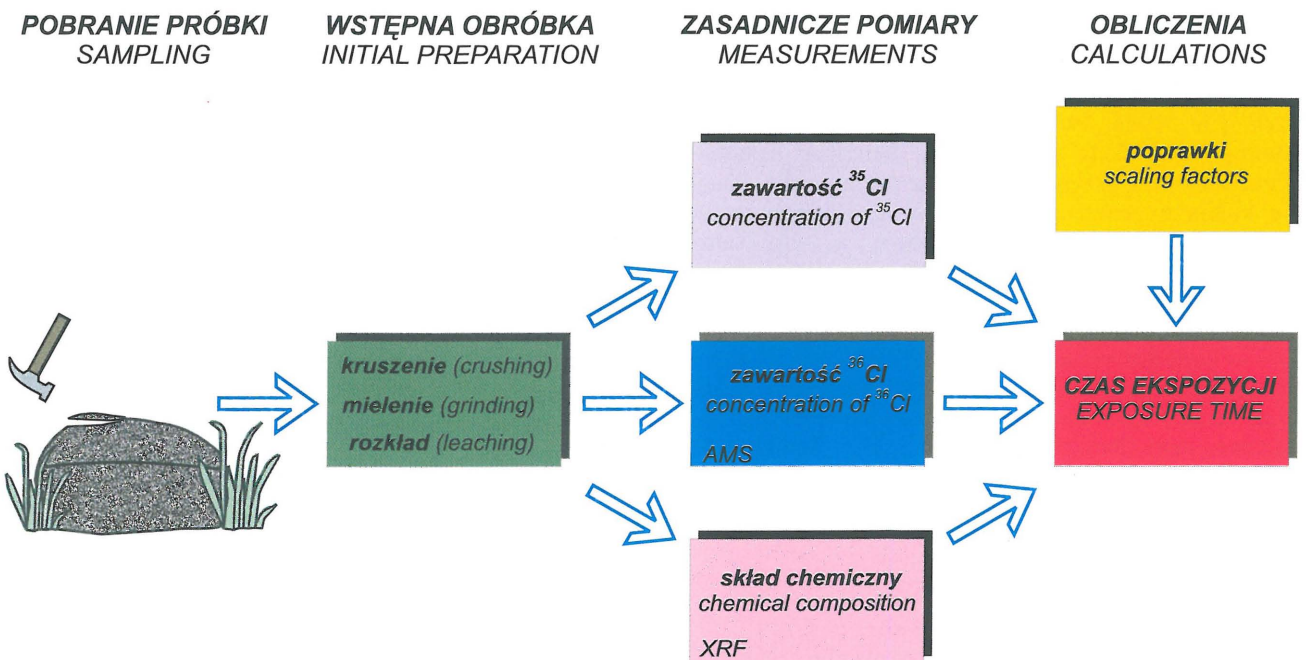 POBRANIE PRÓBKI
SAMPLING
WSTĘPNA OBRÓBKA
INITIAL PREPARATION
ZASADNICZE POMIARY
MEASUREMENTS
OBLICZENIA
CALCULATIONS
kruszenie (crushing)
mielenie (grinding)
rozkład (leaching)
zawartość ³⁵Cl
concentration of ³⁵Cl
zawartość ³⁶Cl
concentration of ³⁶Cl
AMS
skład chemiczny
chemical composition
XRF
poprawki
scaling factors
CZAS EKSPOZYCJI
EXPOSURE TIME